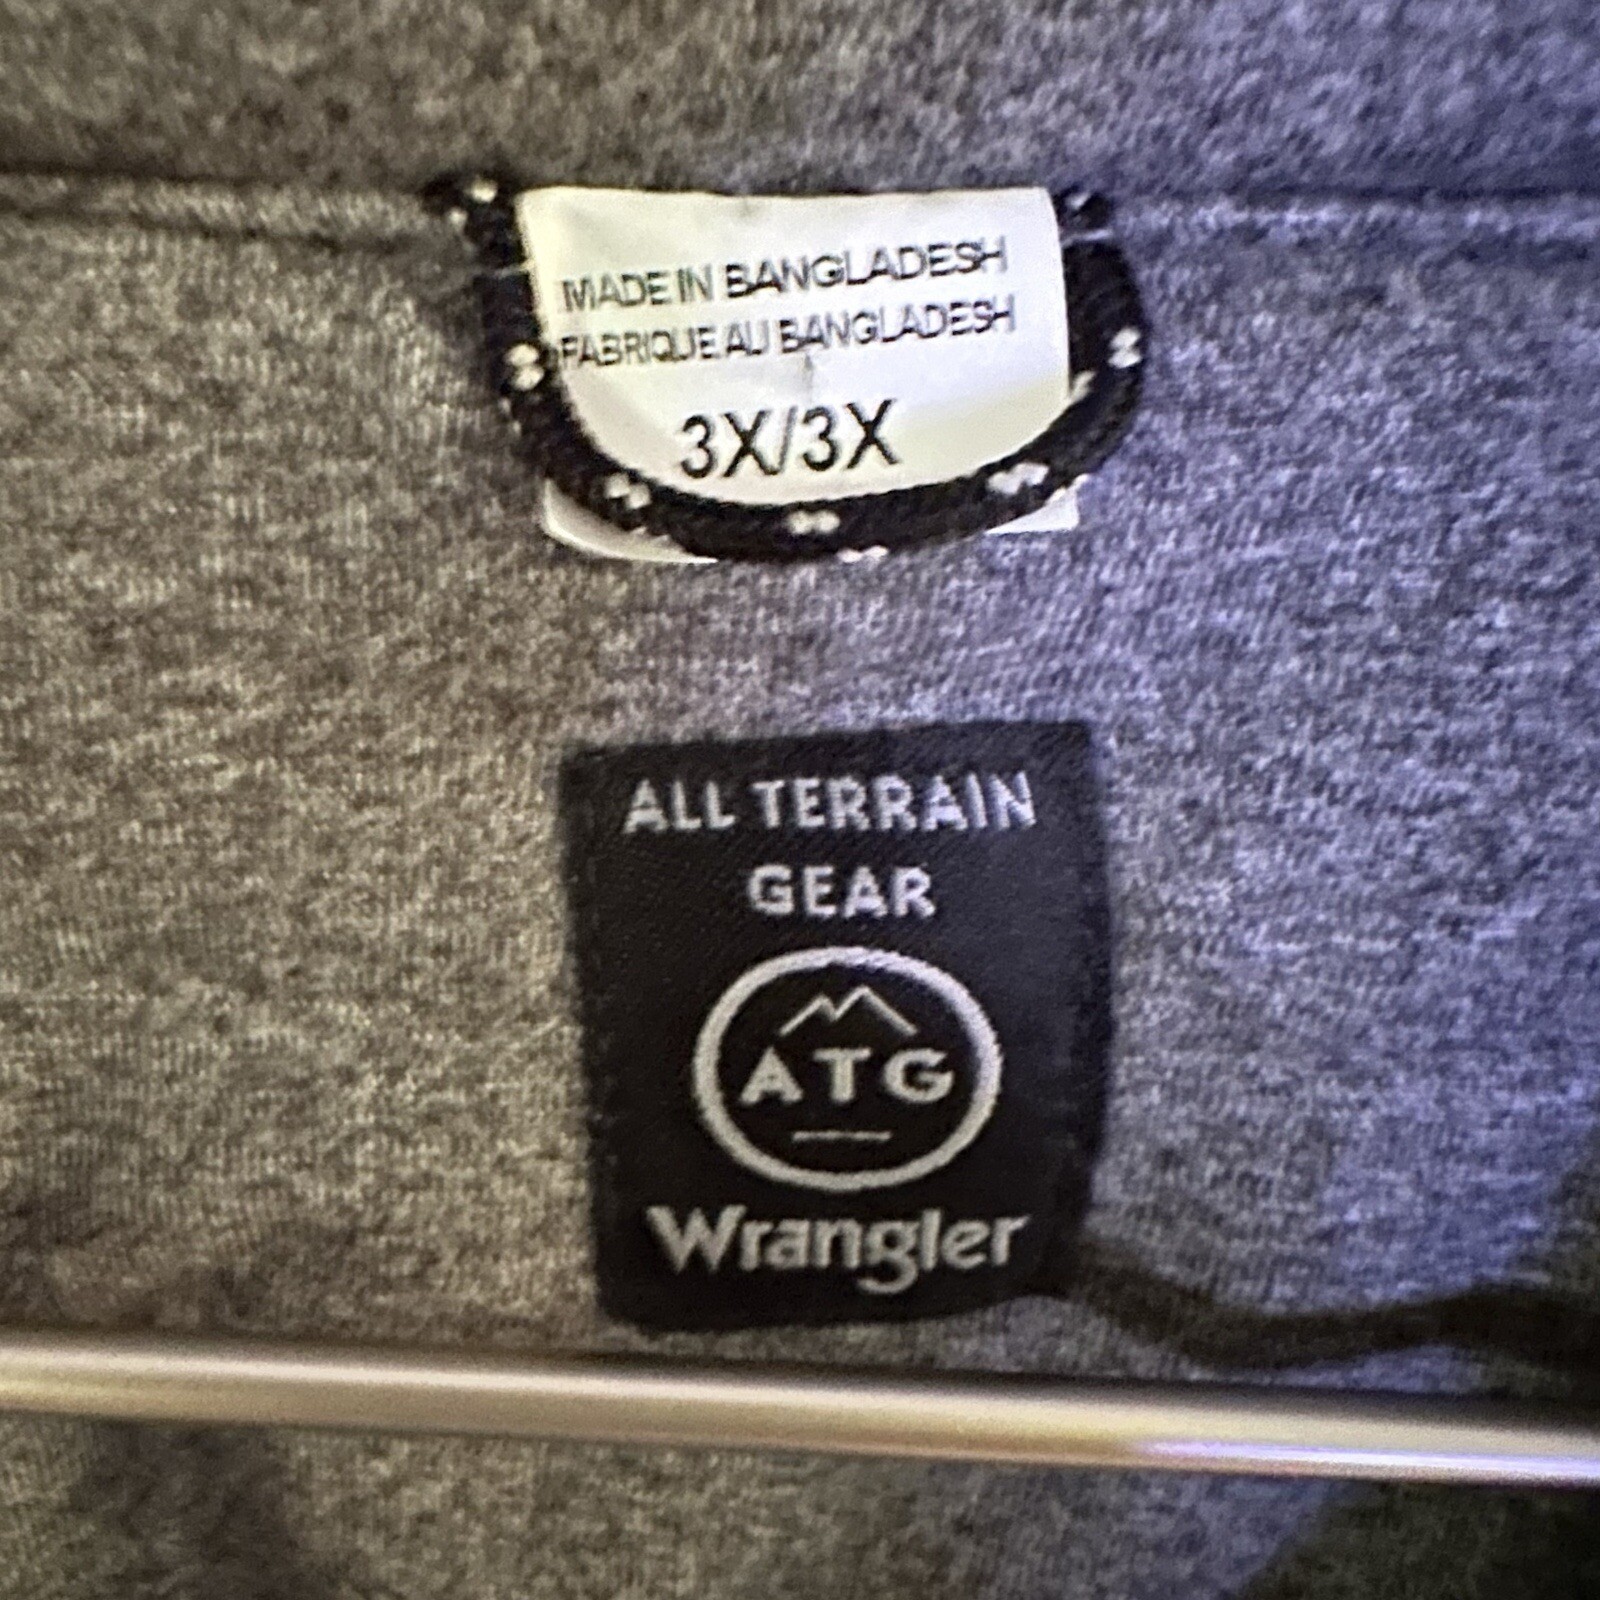 MADE IN BANGLADESH
FABRIQUE AU BANGLADESH
3X/3X
ALL TERRAIN
GEAR
ATG
Wrangler